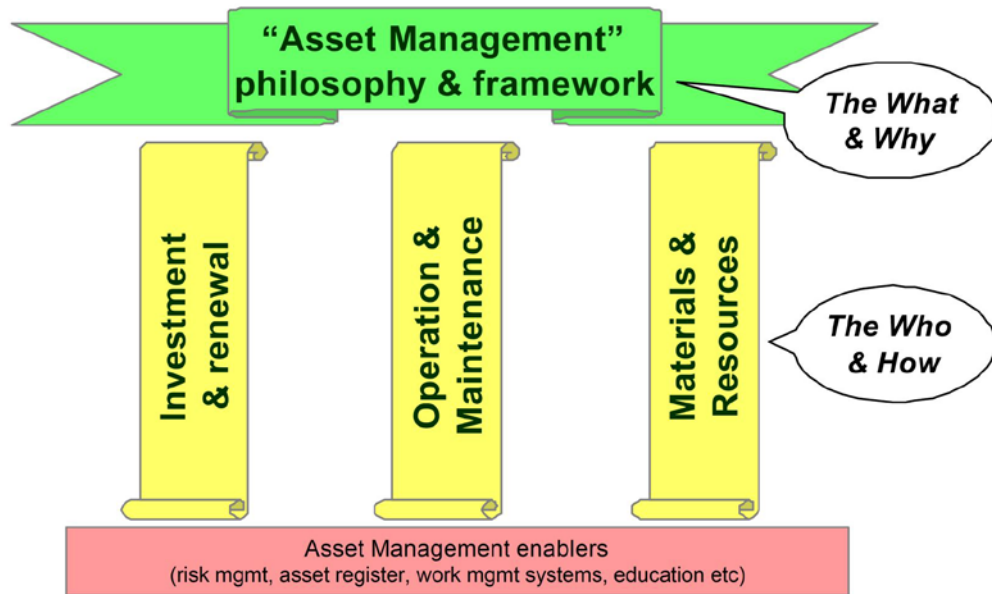 “Asset Management”
philosophy & framework
The What
& Why
Investment
& renewal
Operation &
Maintenance
Materials &
Resources
The Who
& How
Asset Management enablers
(risk mgmt, asset register, work mgmt systems, education etc)